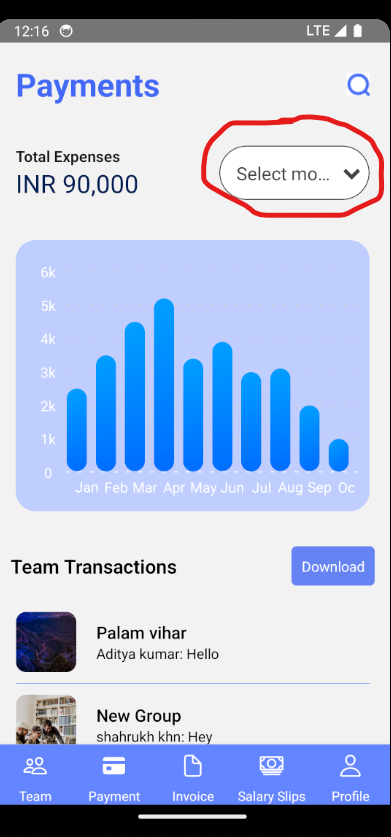 12:16
LTE
Payments
Total Expenses
INR 90,000
Select mo...
6k
5k
4k
3k
2k
1k
0
Jan Feb Mar Apr May Jun Jul Aug Sep Oc
Team Transactions
Download
Palam vihar
Aditya kumar: Hello
New Group
shahrukh khn: Hey
Team Payment Invoice Salary Slips Profile